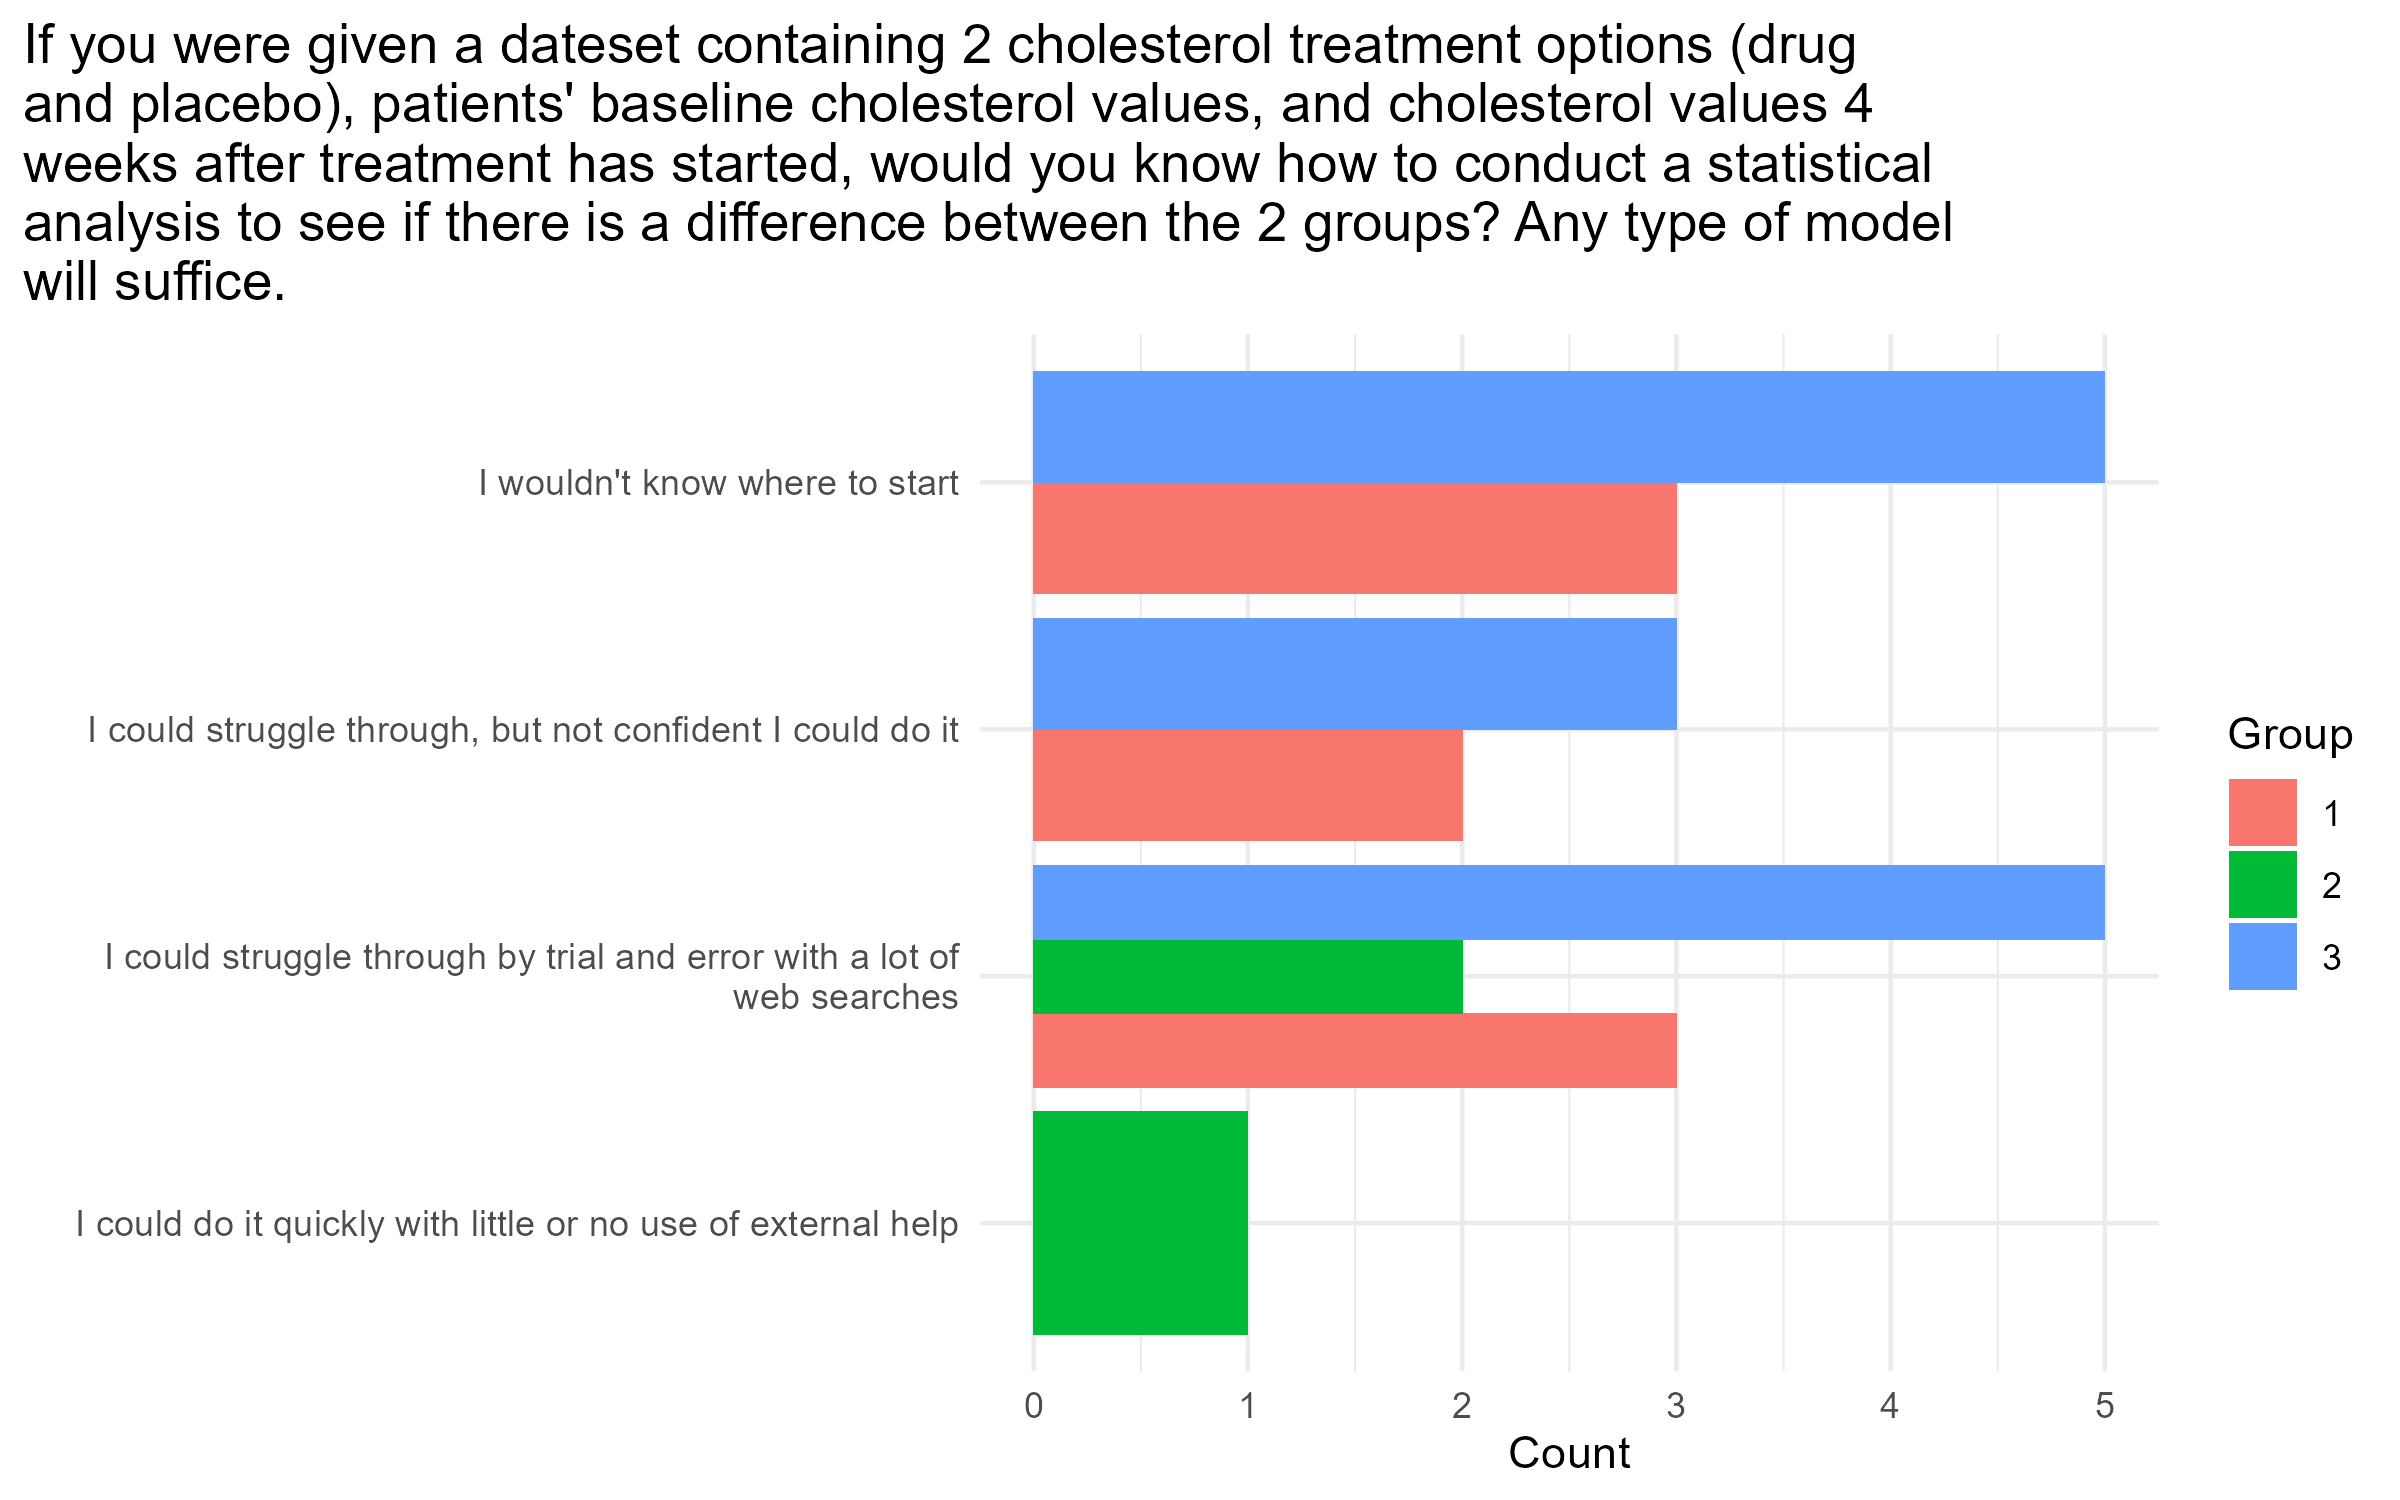 If you were given a dateset containing 2 cholesterol treatment options (drug
and placebo), patients' baseline cholesterol values, and cholesterol values 4
weeks after treatment has started, would you know how to conduct a statistical
analysis to see if there is a difference between the 2 groups? Any type of model
will suffice.
I wouldn't know where to start
I could struggle through, but not confident I could do it
I could struggle through by trial and error with a lot of
web searches
I could do it quickly with little or no use of external help
0 1 2 3 4 5
Count
Group
1
2
3